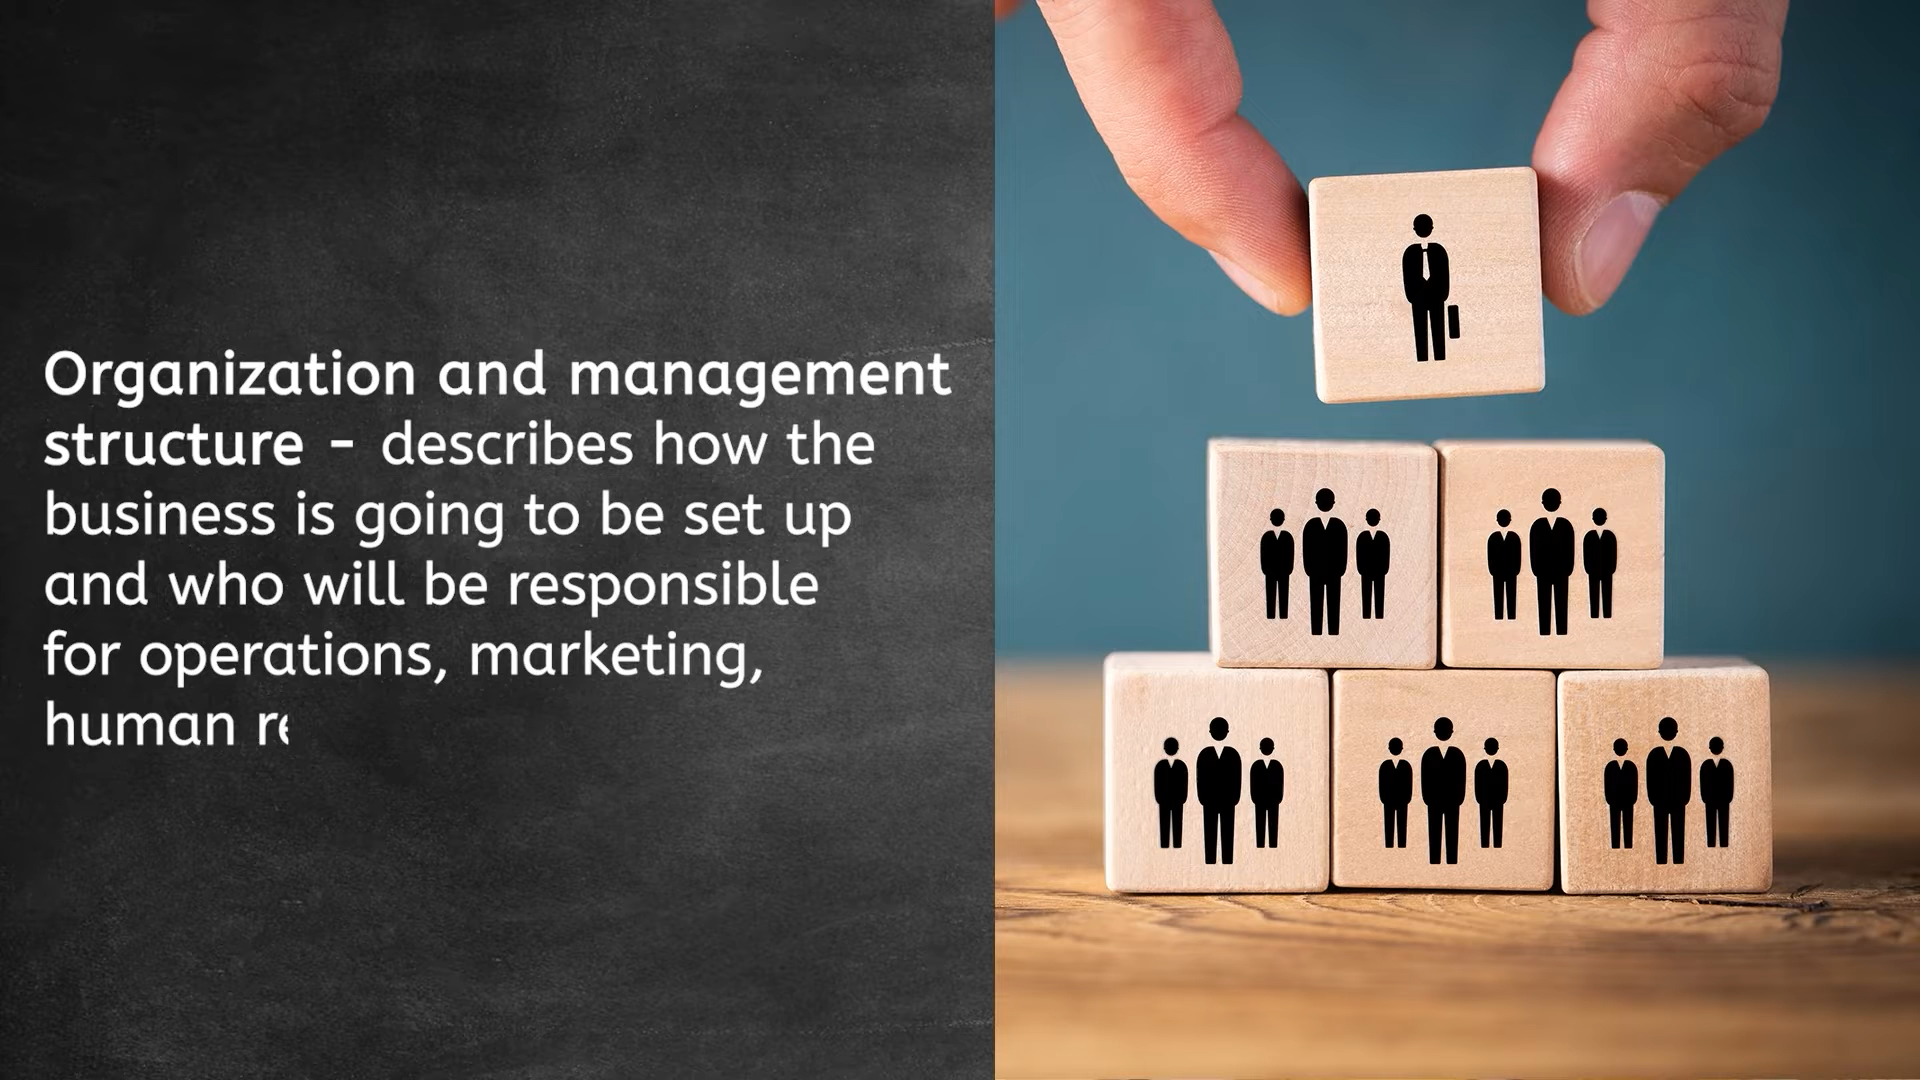 Organization and management
structure - describes how the
business is going to be set up
and who will be responsible
for operations, marketing,
human